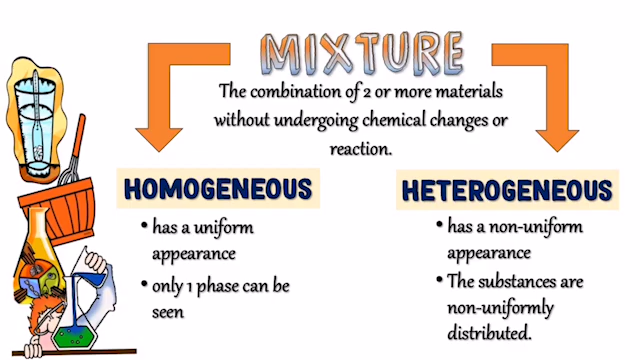 MIXTURE
The combination of 2 or more materials
without undergoing chemical changes or
reaction.
HOMOGENEOUS
• has a uniform
appearance
• only 1 phase can be
seen
HETEROGENEOUS
• has a non-uniform
appearance
• The substances are
non-uniformly
distributed.